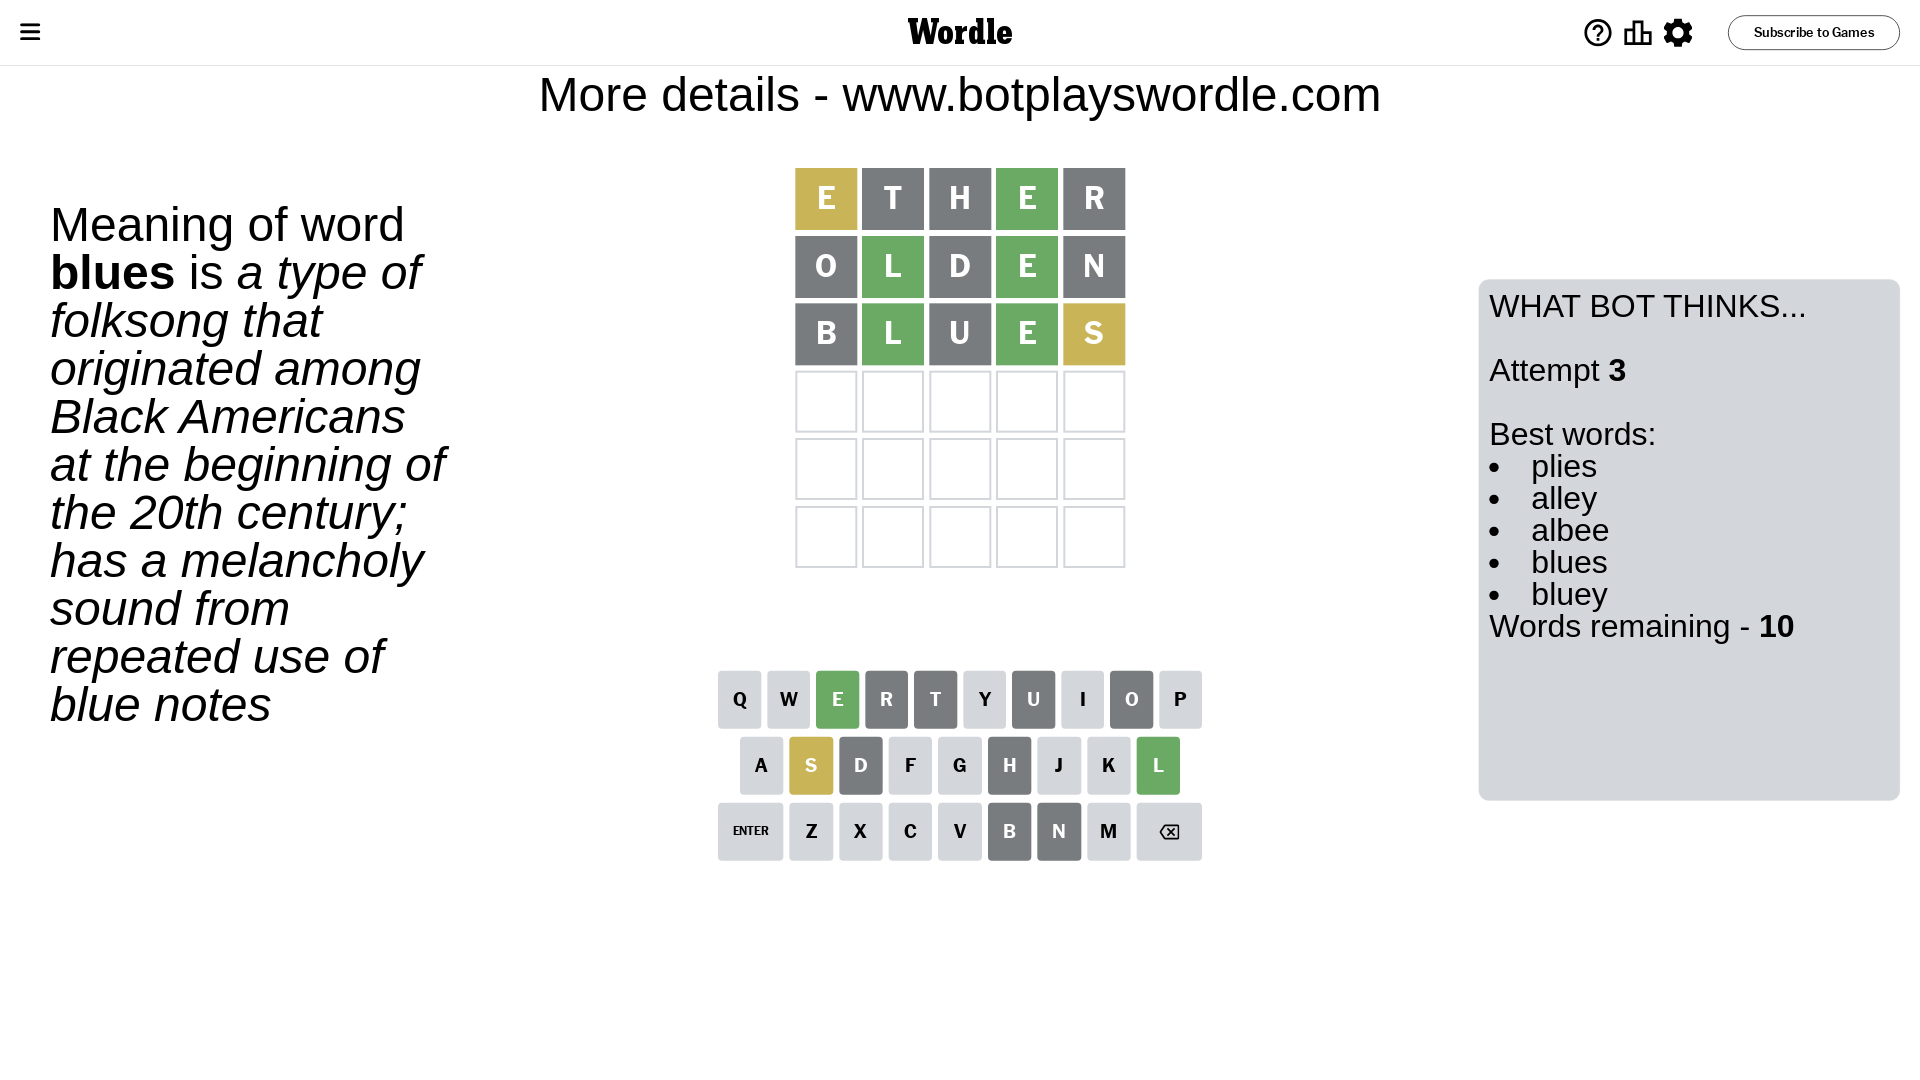 Wordle
Subscribe to Games
More details - www.botplayswordle.com
Meaning of word
blues is a type of
folksong that
originated among
Black Americans
at the beginning of
the 20th century;
has a melancholy
sound from
repeated use of
blue notes
E T H E R
O L D E N
B L U E S
WHAT BOT THINKS...
Attempt 3
Best words:
• plies
• alley
• albee
• blues
• bluey
Words remaining - 10
Q W E R T Y U I O P
A S D F G H J K L
ENTER Z X C V B N M